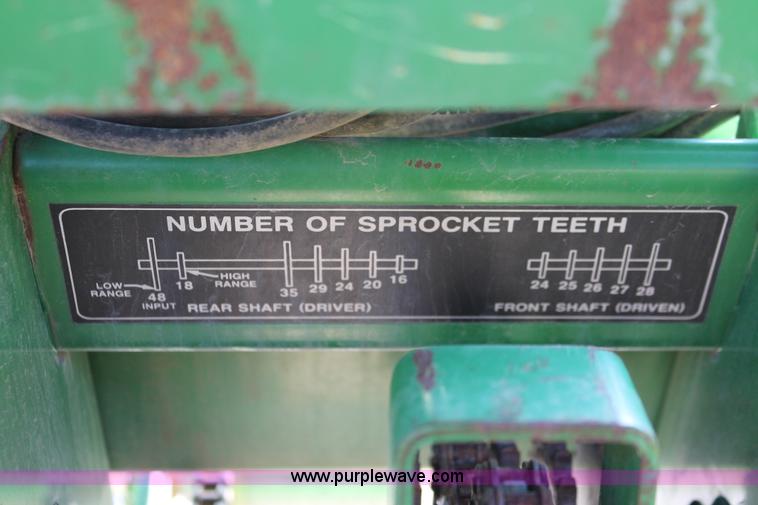 NUMBER OF SPROCKET TEETH
LOW RANGE
48 INPUT
18
HIGH RANGE
35 29 24 20 16
REAR SHAFT (DRIVER)
24 25 26 27 28
FRONT SHAFT (DRIVEN)
www.purplewave.com